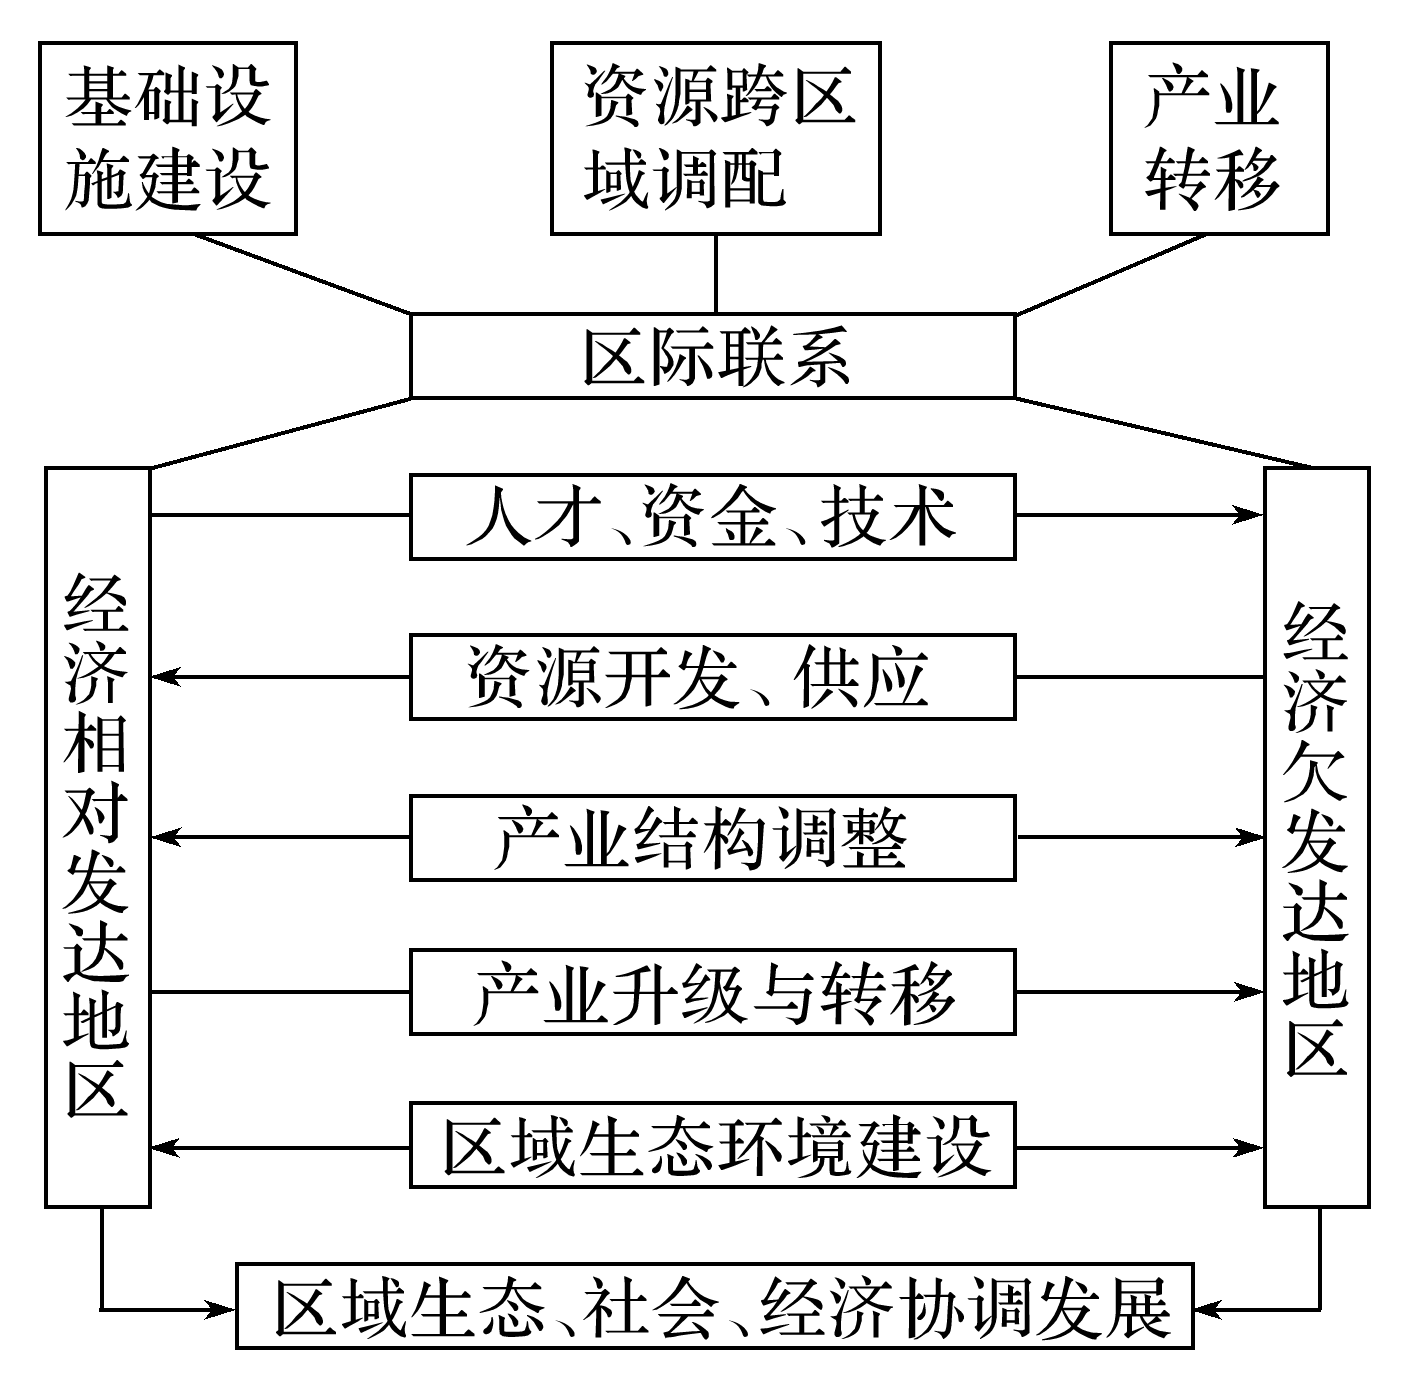 基础设
施建设
资源跨区
域调配
产业
转移
区际联系
经济相对发达地区
人才、资金、技术
资源开发、供应
产业结构调整
产业升级与转移
区域生态环境建设
经济欠发达地区
区域生态、社会、经济协调发展